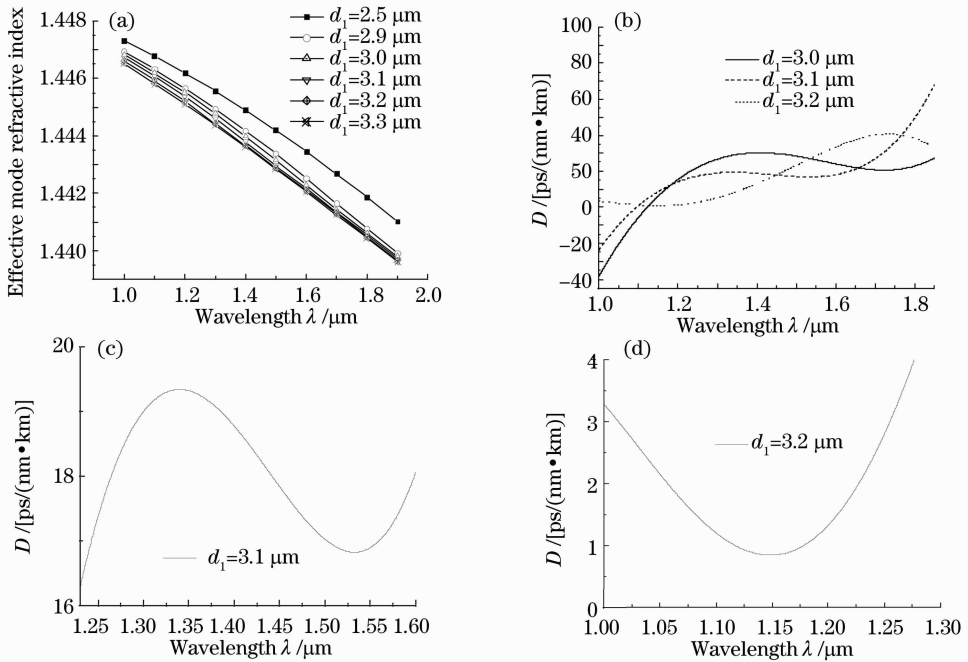 (a)
Effective mode refractive index
1.448
1.446
1.444
1.442
1.440
1.0 1.2 1.4 1.6 1.8 2.0
Wavelength λ /μm
d₁=2.5 μm
d₁=2.9 μm
d₁=3.0 μm
d₁=3.1 μm
d₁=3.2 μm
d₁=3.3 μm
(b)
D /[ps/(nm•km)]
100
80
60
40
50
0
−20
−40
1.0 1.2 1.4 1.6 1.8
Wavelength λ /μm
d₁=3.0 μm
d₁=3.1 μm
d₁=3.2 μm
(c)
D /[ps/(nm•km)]
20
18
16
1.25 1.30 1.35 1.40 1.45 1.50 1.55 1.60
Wavelength λ /μm
d₁=3.1 μm
(d)
D /[ps/(nm•km)]
4
3
2
1
0
1.00 1.05 1.10 1.15 1.20 1.25 1.30
Wavelength λ /μm
d₁=3.2 μm